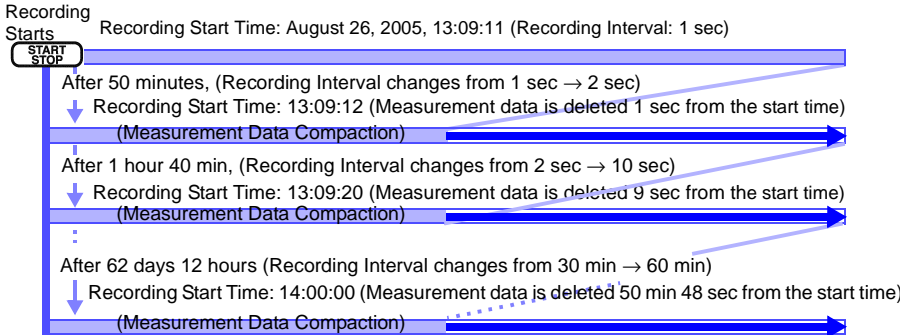 Recording
Starts
Recording Start Time: August 26, 2005, 13:09:11 (Recording Interval: 1 sec)
START
STOP
After 50 minutes, (Recording Interval changes from 1 sec → 2 sec)
Recording Start Time: 13:09:12 (Measurement data is deleted 1 sec from the start time)
(Measurement Data Compaction)
After 1 hour 40 min, (Recording Interval changes from 2 sec → 10 sec)
Recording Start Time: 13:09:20 (Measurement data is deleted 9 sec from the start time)
(Measurement Data Compaction)
After 62 days 12 hours (Recording Interval changes from 30 min → 60 min)
Recording Start Time: 14:00:00 (Measurement data is deleted 50 min 48 sec from the start time)
(Measurement Data Compaction)